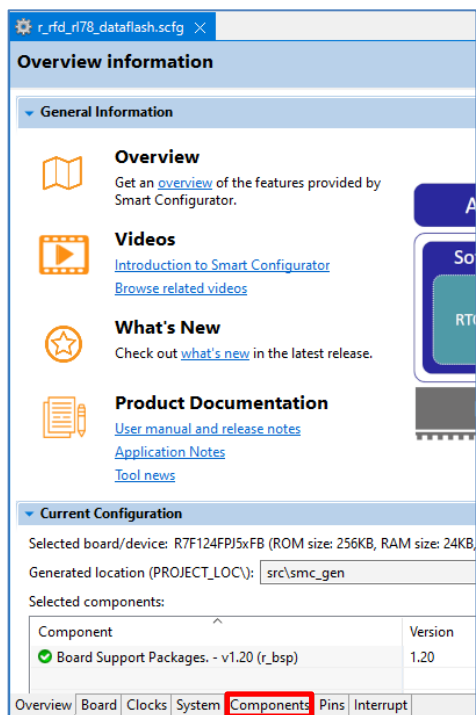 r_rfd_rl78_dataflash.scfg
Overview information
General Information
Overview
Get an overview of the features provided by
Smart Configurator.
Videos
Introduction to Smart Configurator
Browse related videos
What's New
Check out what's new in the latest release.
Product Documentation
User manual and release notes
Application Notes
Tool news
A
So
RT
Current Configuration
Selected board/device: R7F124FPJ5xFB (ROM size: 256KB, RAM size: 24KB,
Generated location (PROJECT_LOC\): src\smc_gen
Selected components:
Component Version
Board Support Packages. - v1.20 (r_bsp) 1.20
Overview Board Clocks System Components Pins Interrupt